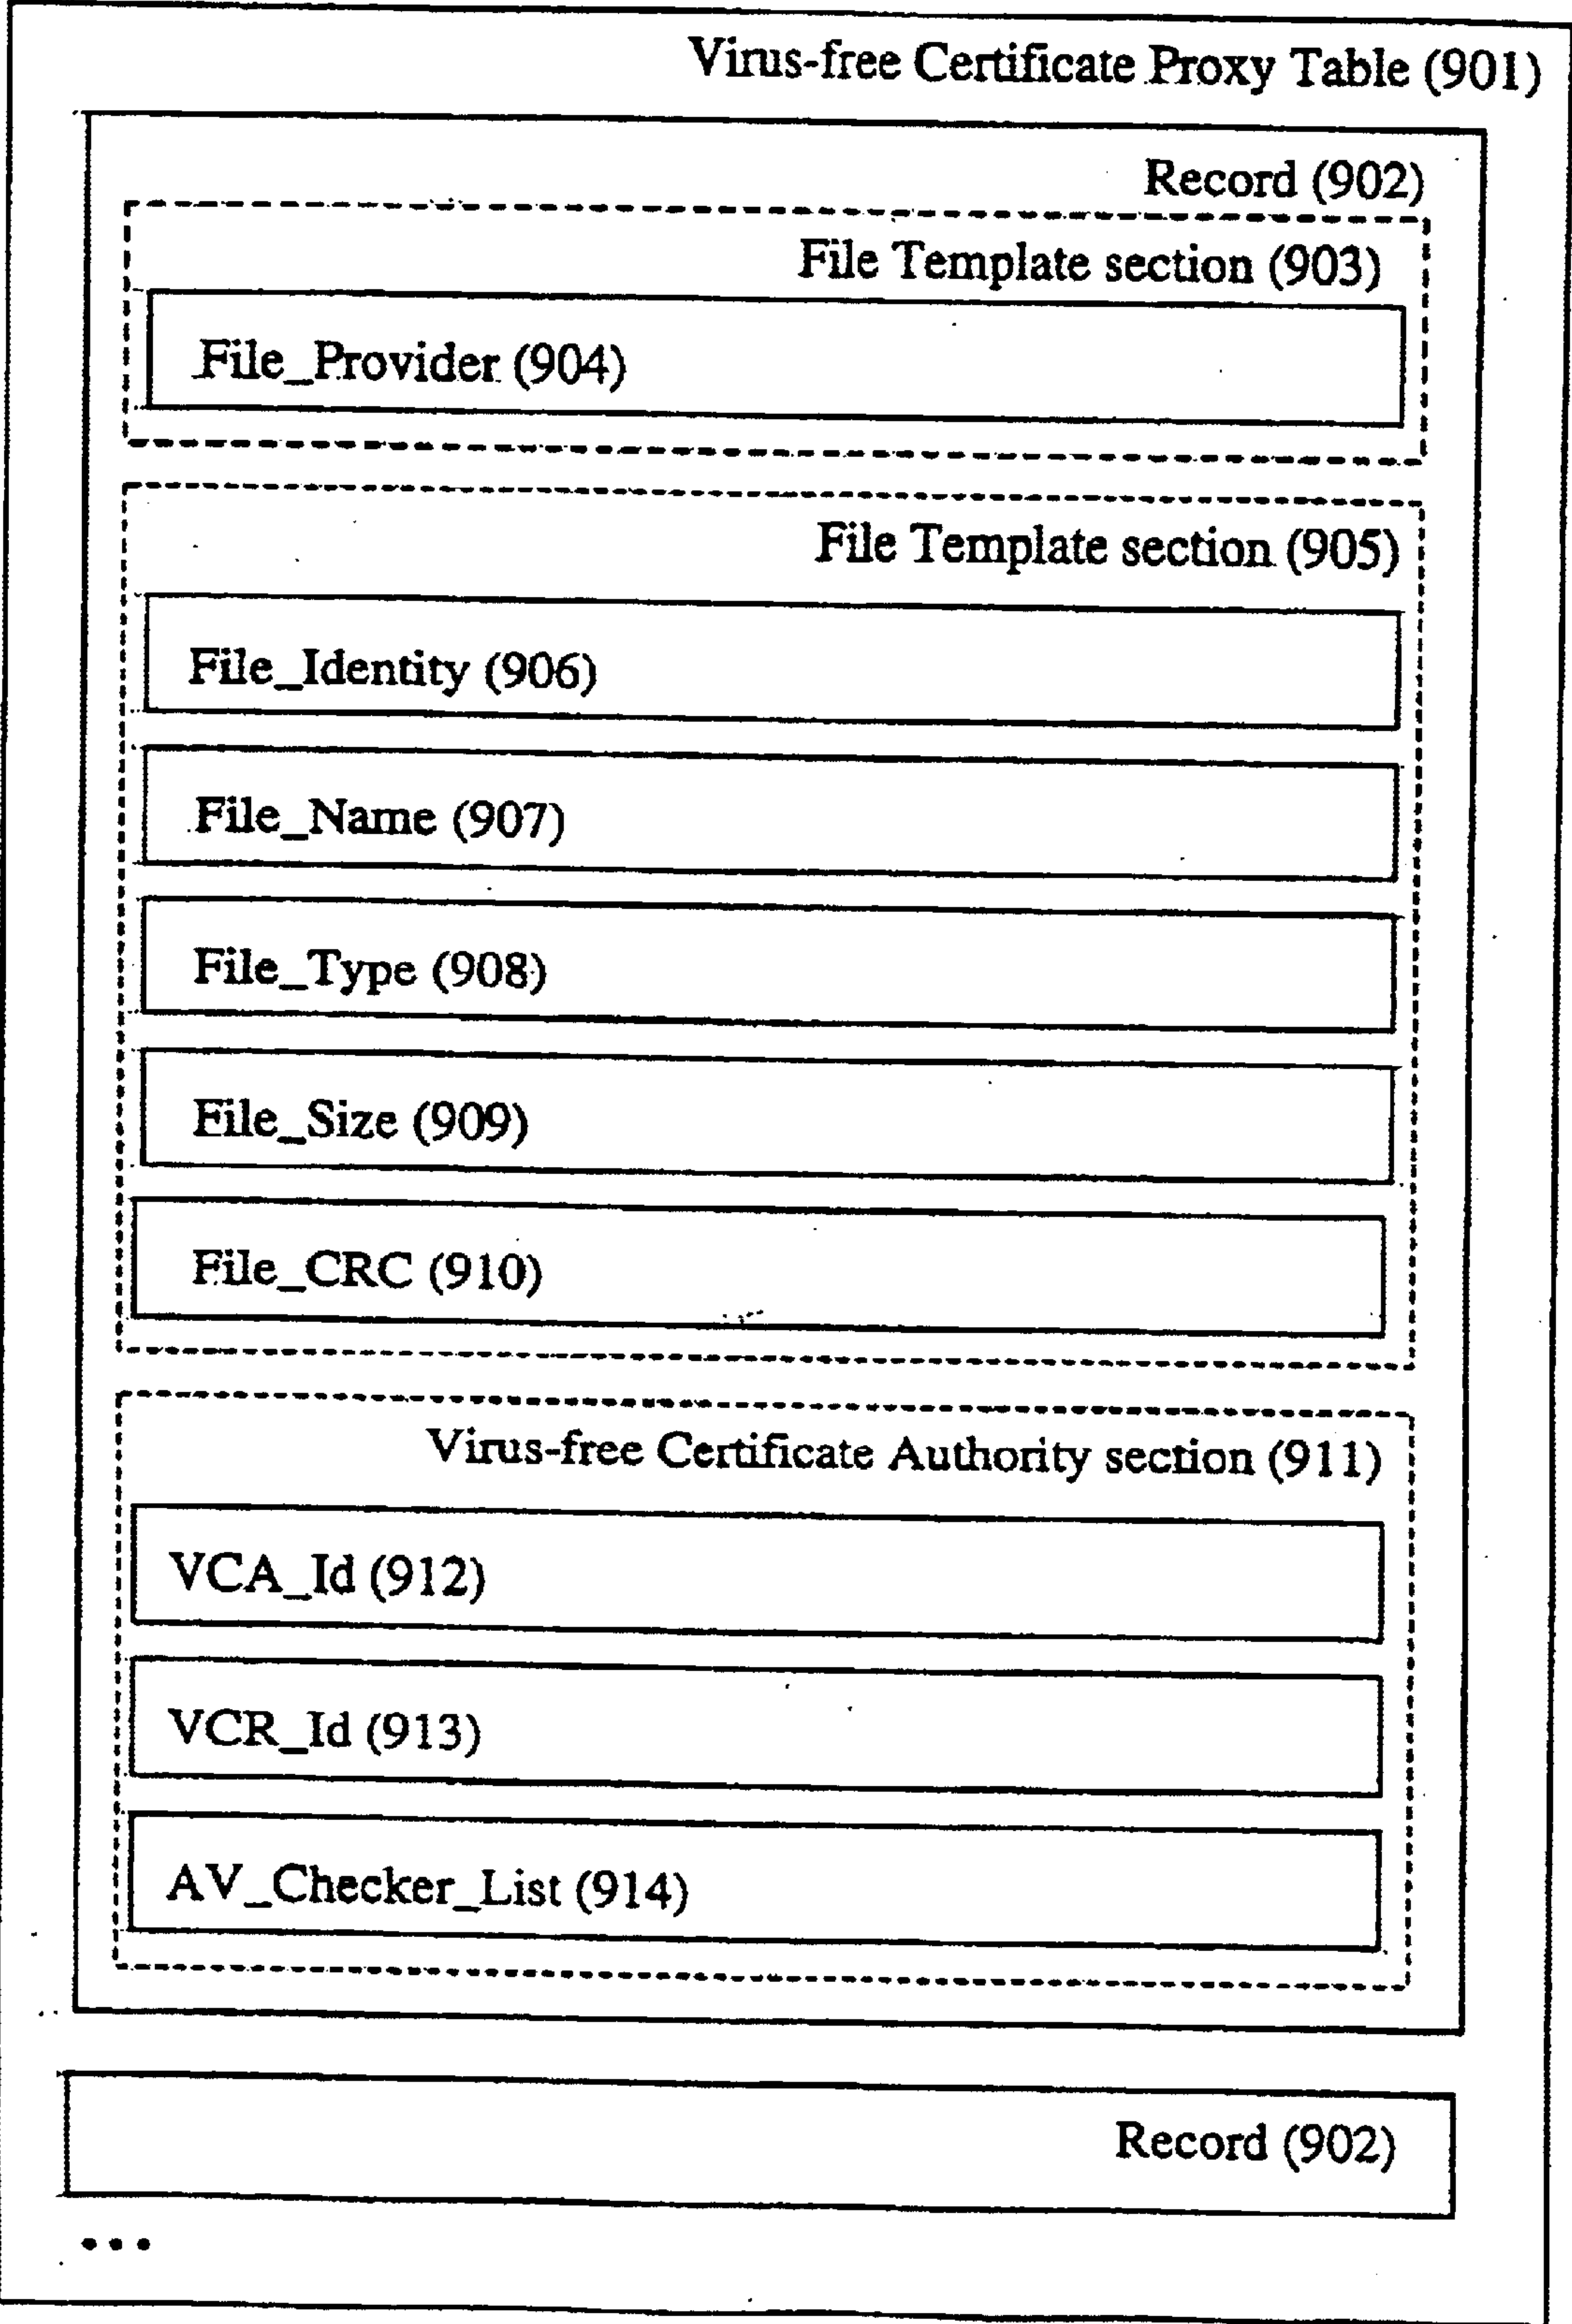 Virus-free Certificate Proxy Table (901)
Record (902)
File Template section (903)
File_Provider (904)
File Template section (905)
File_Identity (906)
File_Name (907)
File_Type (908)
File_Size (909)
File_CRC (910)
Virus-free Certificate Authority section (911)
VCA_Id (912)
VCR_Id (913)
AV_Checker_List (914)
Record (902)
...